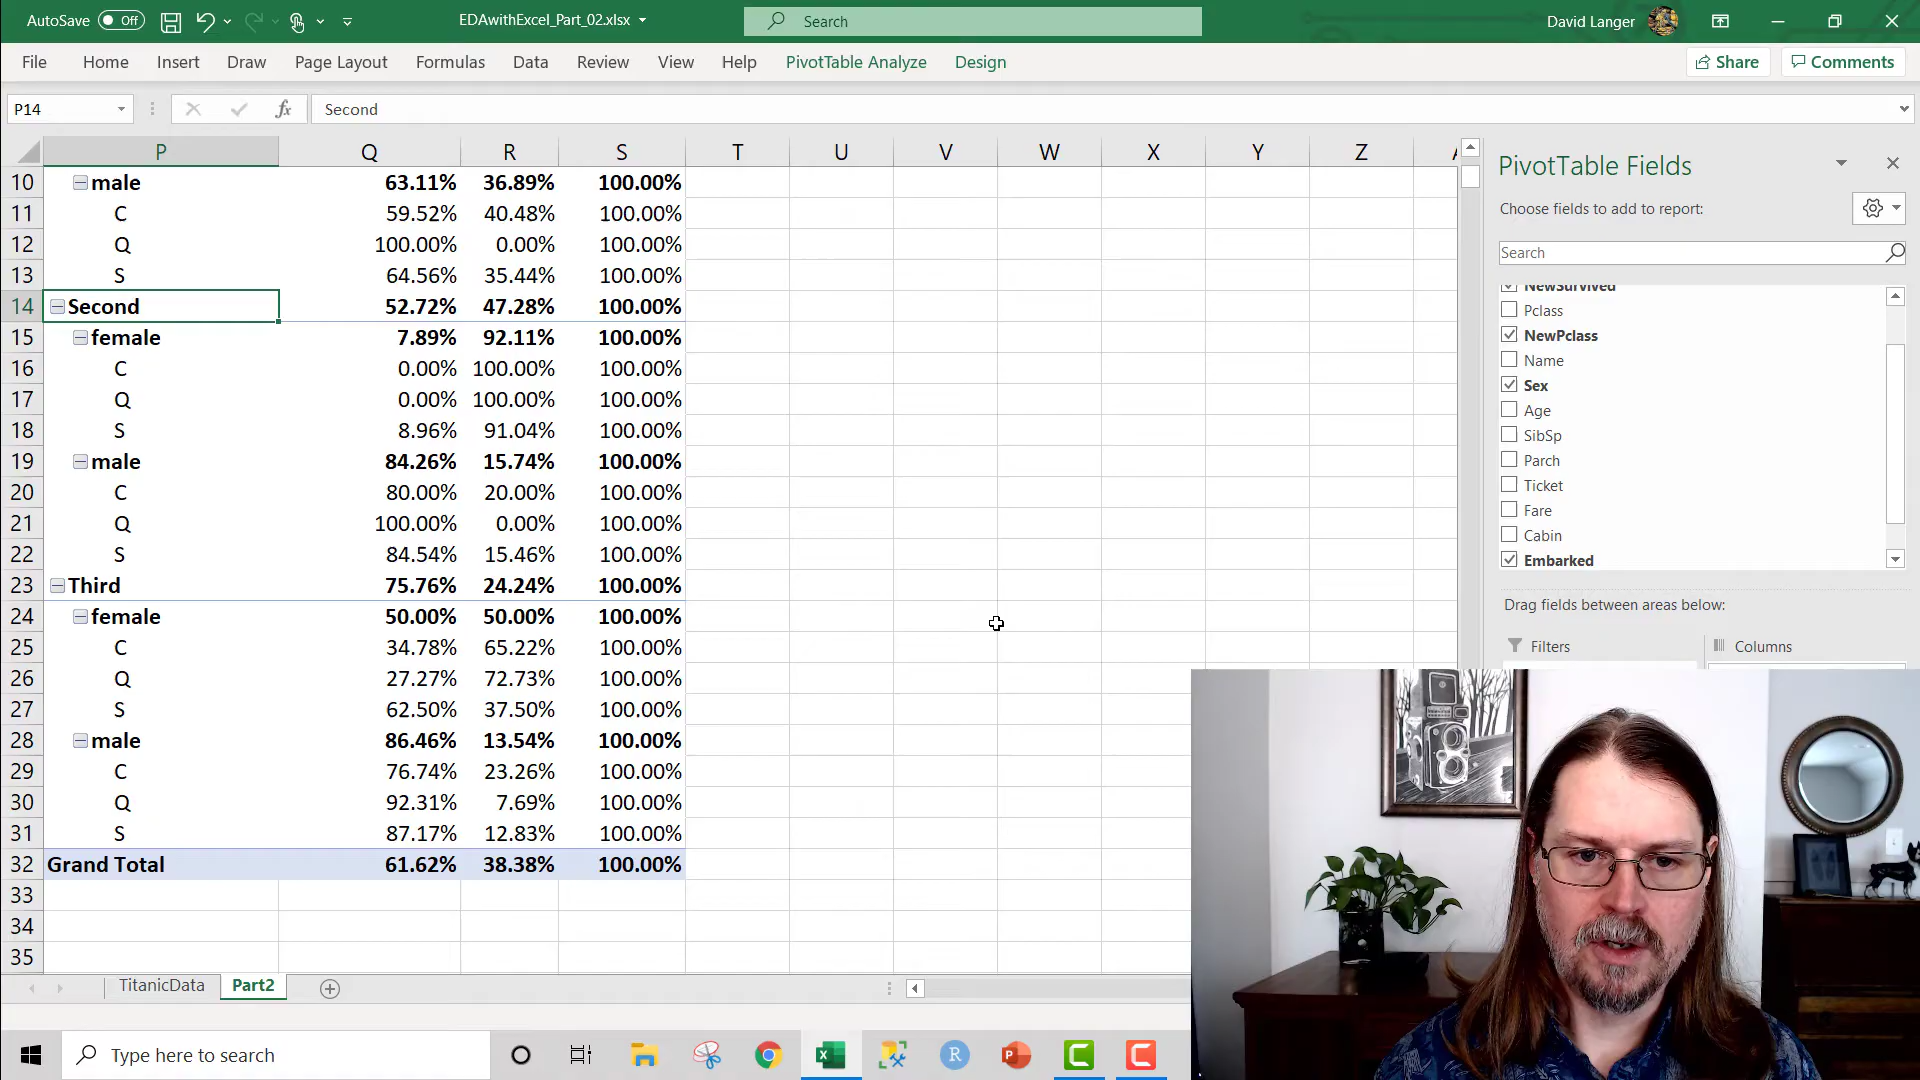 AutoSave Off EDAwithExcel_Part_02.xlsx Search David Langer
File Home Insert Draw Page Layout Formulas Data Review View Help PivotTable Analyze Design Share Comments
P14 fx Second
P Q R S T U V W X Y Z
10 male 63.11% 36.89% 100.00%
11 C 59.52% 40.48% 100.00%
12 Q 100.00% 0.00% 100.00%
13 S 64.56% 35.44% 100.00%
14 Second 52.72% 47.28% 100.00%
15 female 7.89% 92.11% 100.00%
16 C 0.00% 100.00% 100.00%
17 Q 0.00% 100.00% 100.00%
18 S 8.96% 91.04% 100.00%
19 male 84.26% 15.74% 100.00%
20 C 80.00% 20.00% 100.00%
21 Q 100.00% 0.00% 100.00%
22 S 84.54% 15.46% 100.00%
23 Third 75.76% 24.24% 100.00%
24 female 50.00% 50.00% 100.00%
25 C 34.78% 65.22% 100.00%
26 Q 27.27% 72.73% 100.00%
27 S 62.50% 37.50% 100.00%
28 male 86.46% 13.54% 100.00%
29 C 76.74% 23.26% 100.00%
30 Q 92.31% 7.69% 100.00%
31 S 87.17% 12.83% 100.00%
32 Grand Total 61.62% 38.38% 100.00%
33
34
35
PivotTable Fields
Choose fields to add to report:
Search
NewSurvived
Pclass
NewPclass
Name
Sex
Age
SibSp
Parch
Ticket
Fare
Cabin
Embarked
Drag fields between areas below:
Filters Columns
TitanicData Part2
Type here to search